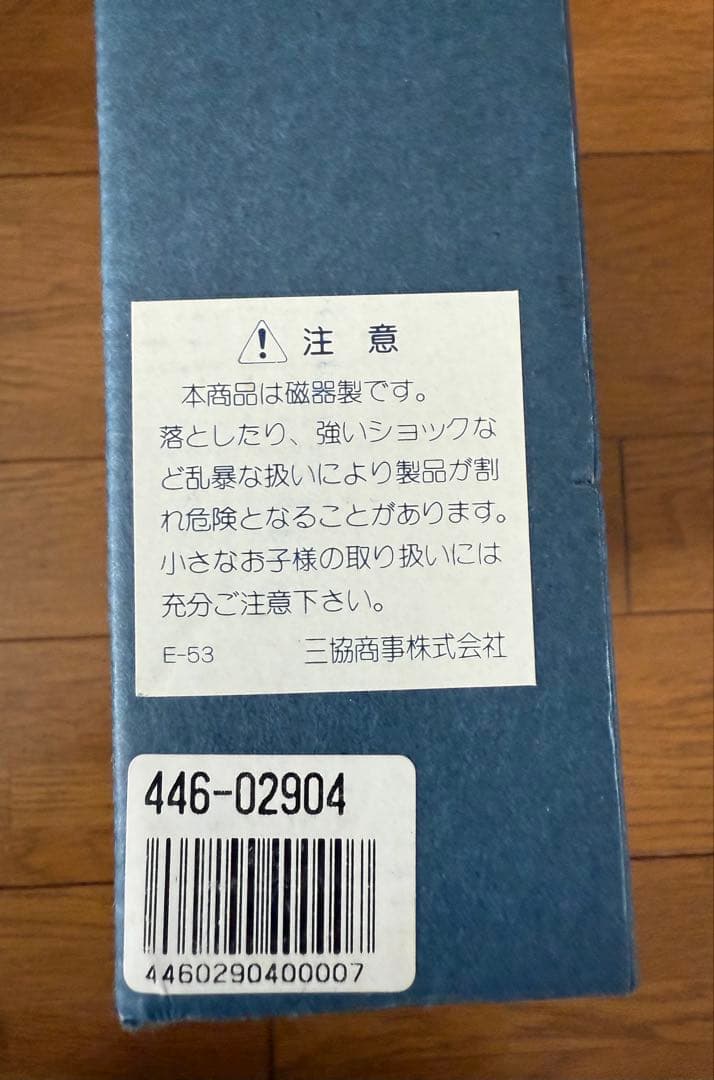 注 意
本商品は磁器製です。
落としたり、強いショックな
ど乱暴な扱いにより製品が割
れ危険となることがあります。
小さなお子様の取り扱いには
充分ご注意下さい。
E-53 三協商事株式会社
446-02904
4460290400007